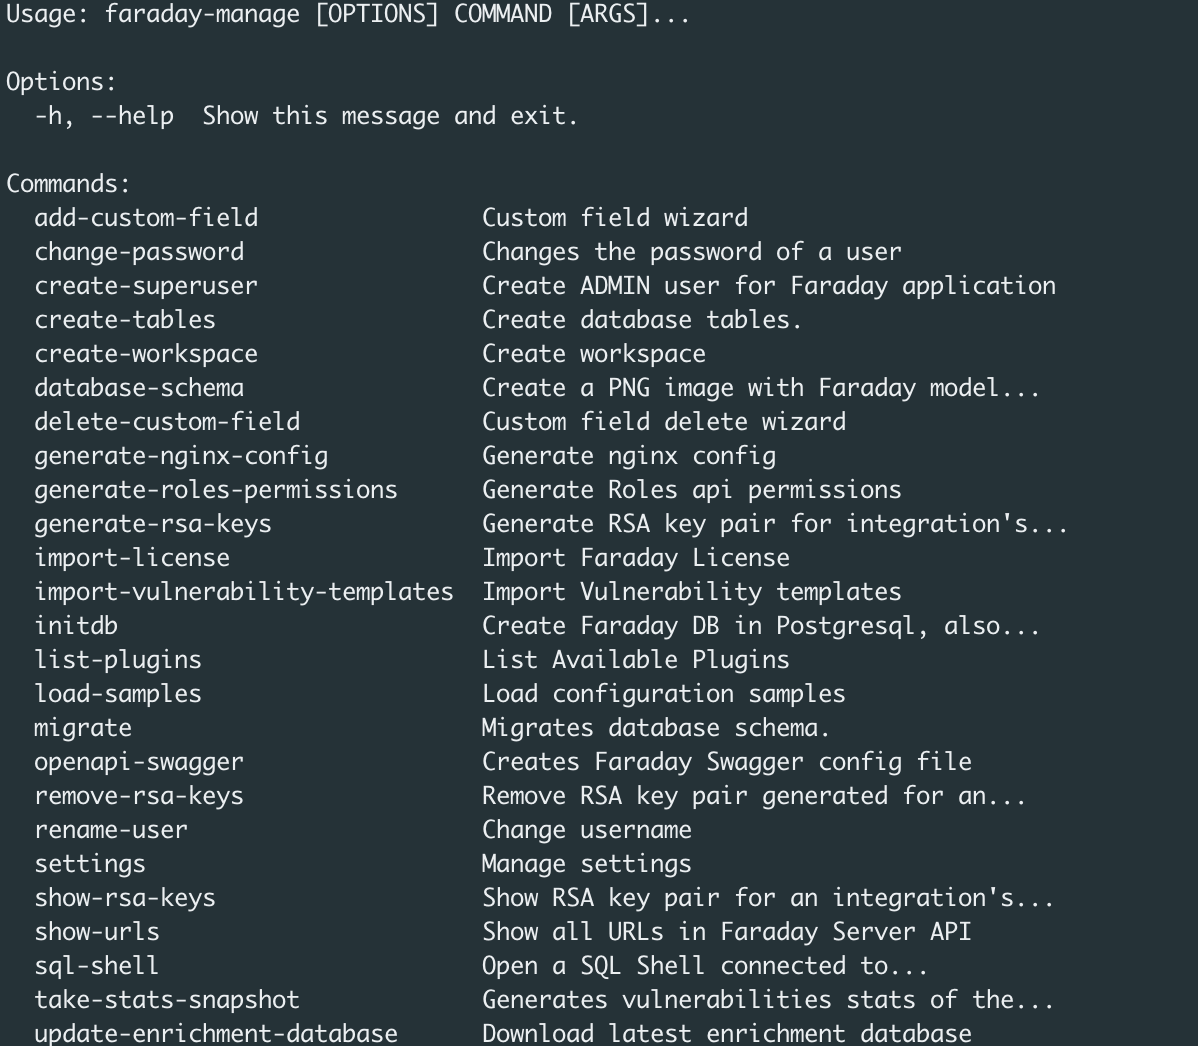 Usage: faraday-manage [OPTIONS] COMMAND [ARGS]...

Options:
  -h, --help  Show this message and exit.

Commands:
  add-custom-field                Custom field wizard
  change-password                 Changes the password of a user
  create-superuser                Create ADMIN user for Faraday application
  create-tables                   Create database tables.
  create-workspace                Create workspace
  database-schema                 Create a PNG image with Faraday model...
  delete-custom-field             Custom field delete wizard
  generate-nginx-config           Generate nginx config
  generate-roles-permissions      Generate Roles api permissions
  generate-rsa-keys               Generate RSA key pair for integration's...
  import-license                  Import Faraday License
  import-vulnerability-templates  Import Vulnerability templates
  initdb                          Create Faraday DB in Postgresql, also...
  list-plugins                    List Available Plugins
  load-samples                    Load configuration samples
  migrate                         Migrates database schema.
  openapi-swagger                 Creates Faraday Swagger config file
  remove-rsa-keys                 Remove RSA key pair generated for an...
  rename-user                     Change username
  settings                        Manage settings
  show-rsa-keys                   Show RSA key pair for an integration's...
  show-urls                       Show all URLs in Faraday Server API
  sql-shell                       Open a SQL Shell connected to...
  take-stats-snapshot             Generates vulnerabilities stats of the...
  update-enrichment-database      Download latest enrichment database